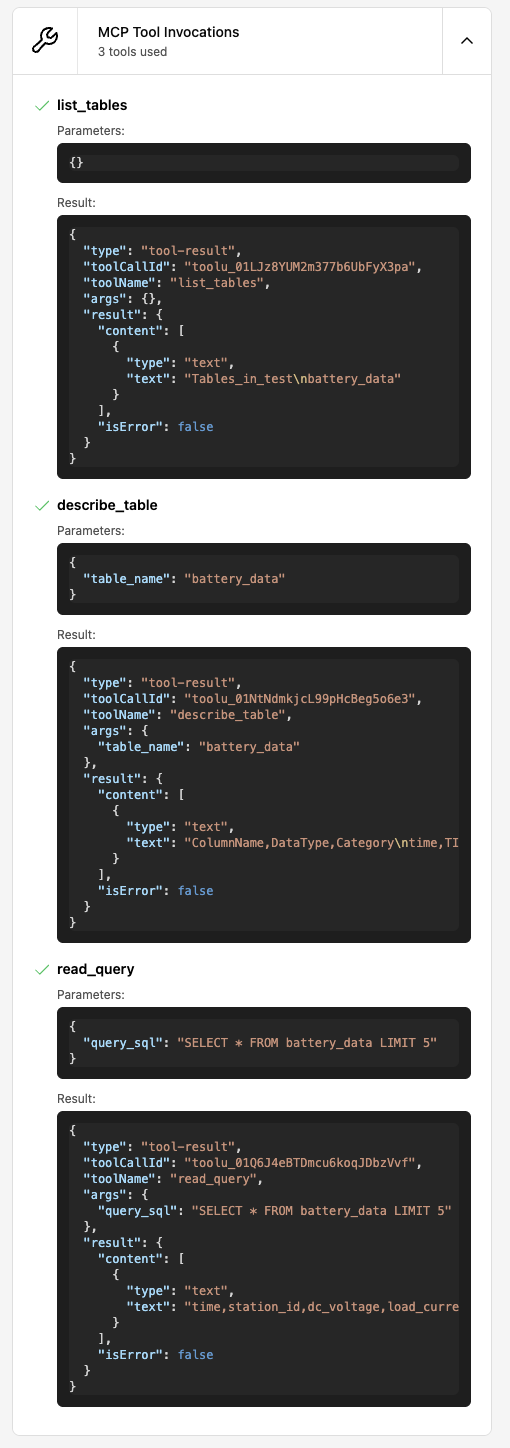 MCP Tool Invocations
3 tools used
list_tables
Parameters:
{}
Result:
{
  "type": "tool-result",
  "toolCallId": "toolu_01LJz8YUM2m377b6UbFyX3pa",
  "toolName": "list_tables",
  "args": {},
  "result": {
    "content": [
      {
        "type": "text",
        "text": "Tables_in_test\nbattery_data"
      }
    ],
    "isError": false
  }
}
describe_table
Parameters:
{
  "table_name": "battery_data"
}
Result:
{
  "type": "tool-result",
  "toolCallId": "toolu_01NtNdmkjcL99pHcBeg5o6e3",
  "toolName": "describe_table",
  "args": {
    "table_name": "battery_data"
  },
  "result": {
    "content": [
      {
        "type": "text",
        "text": "ColumnName,DataType,Category\ntime,TI
      }
    ],
    "isError": false
  }
}
read_query
Parameters:
{
  "query_sql": "SELECT * FROM battery_data LIMIT 5"
}
Result:
{
  "type": "tool-result",
  "toolCallId": "toolu_01Q6J4eBTDmcu6koqJDbzVvf",
  "toolName": "read_query",
  "args": {
    "query_sql": "SELECT * FROM battery_data LIMIT 5"
  },
  "result": {
    "content": [
      {
        "type": "text",
        "text": "time,station_id,dc_voltage,load_curre
      }
    ],
    "isError": false
  }
}